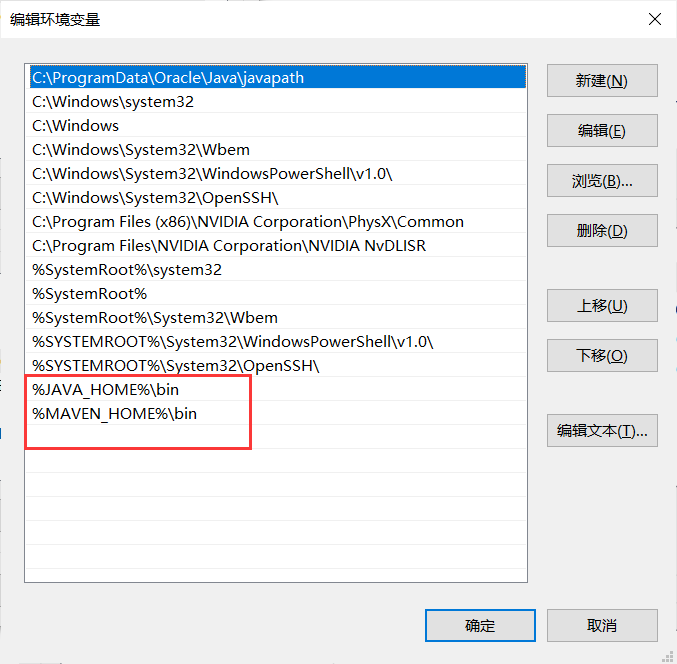 编辑环境变量
C:\ProgramData\Oracle\Java\javapath
C:\Windows\system32
C:\Windows
C:\Windows\System32\Wbem
C:\Windows\System32\WindowsPowerShell\v1.0\
C:\Windows\System32\OpenSSH\
C:\Program Files (x86)\NVIDIA Corporation\PhysX\Common
C:\Program Files\NVIDIA Corporation\NVIDIA NvDLISR
%SystemRoot%\system32
%SystemRoot%
%SystemRoot%\System32\Wbem
%SYSTEMROOT%\System32\WindowsPowerShell\v1.0\
%SYSTEMROOT%\System32\OpenSSH\
%JAVA_HOME%\bin
%MAVEN_HOME%\bin
新建(N)
编辑(E)
浏览(B)...
删除(D)
上移(U)
下移(O)
编辑文本(T)...
确定
取消